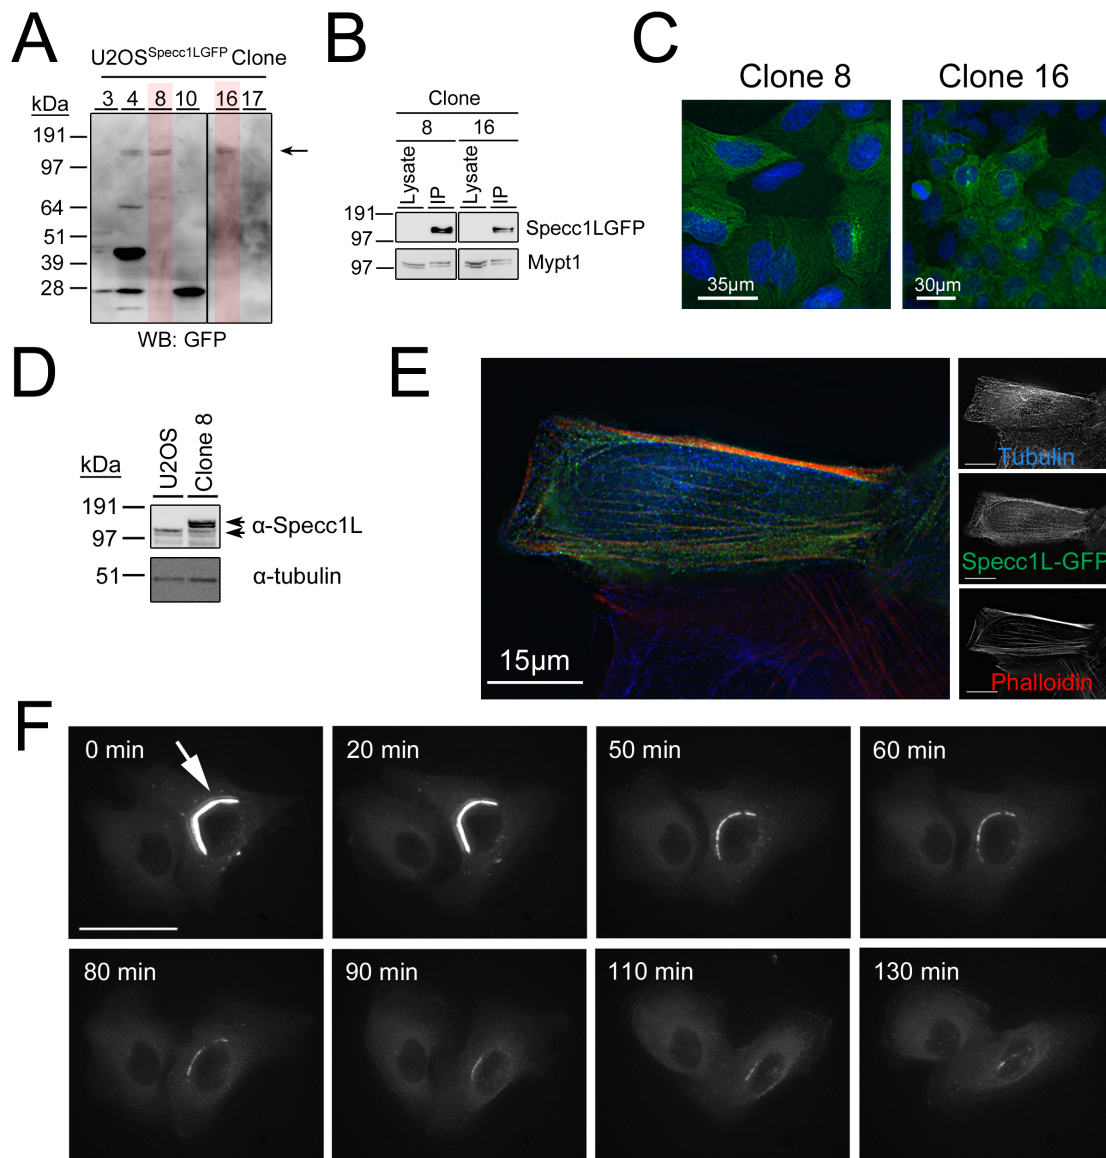 A
U2OS^Specc1LGFP Clone
kDa 3 4 8 10 16 17
191
97
64
51
39
28
WB: GFP
B
Clone
8 16
Lysate IP Lysate IP
191
97
Specc1LGFP
97
Mypt1
C
Clone 8 Clone 16
35µm
30µm
D
U2OS Clone 8
kDa
191
97
α-Specc1L
51
α-tubulin
E
15µm
Tubulin
Specc1L-GFP
Phalloidin
F
0 min 20 min 50 min 60 min
80 min 90 min 110 min 130 min